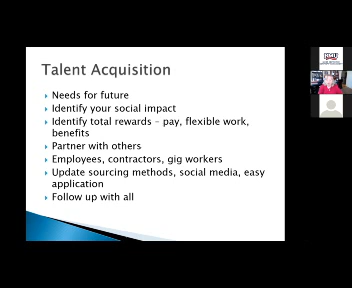 Talent Acquisition
Needs for future
Identify your social impact
Identify total rewards – pay, flexible work,
benefits
Partner with others
Employees, contractors, gig workers
Update sourcing methods, social media, easy
application
Follow up with all